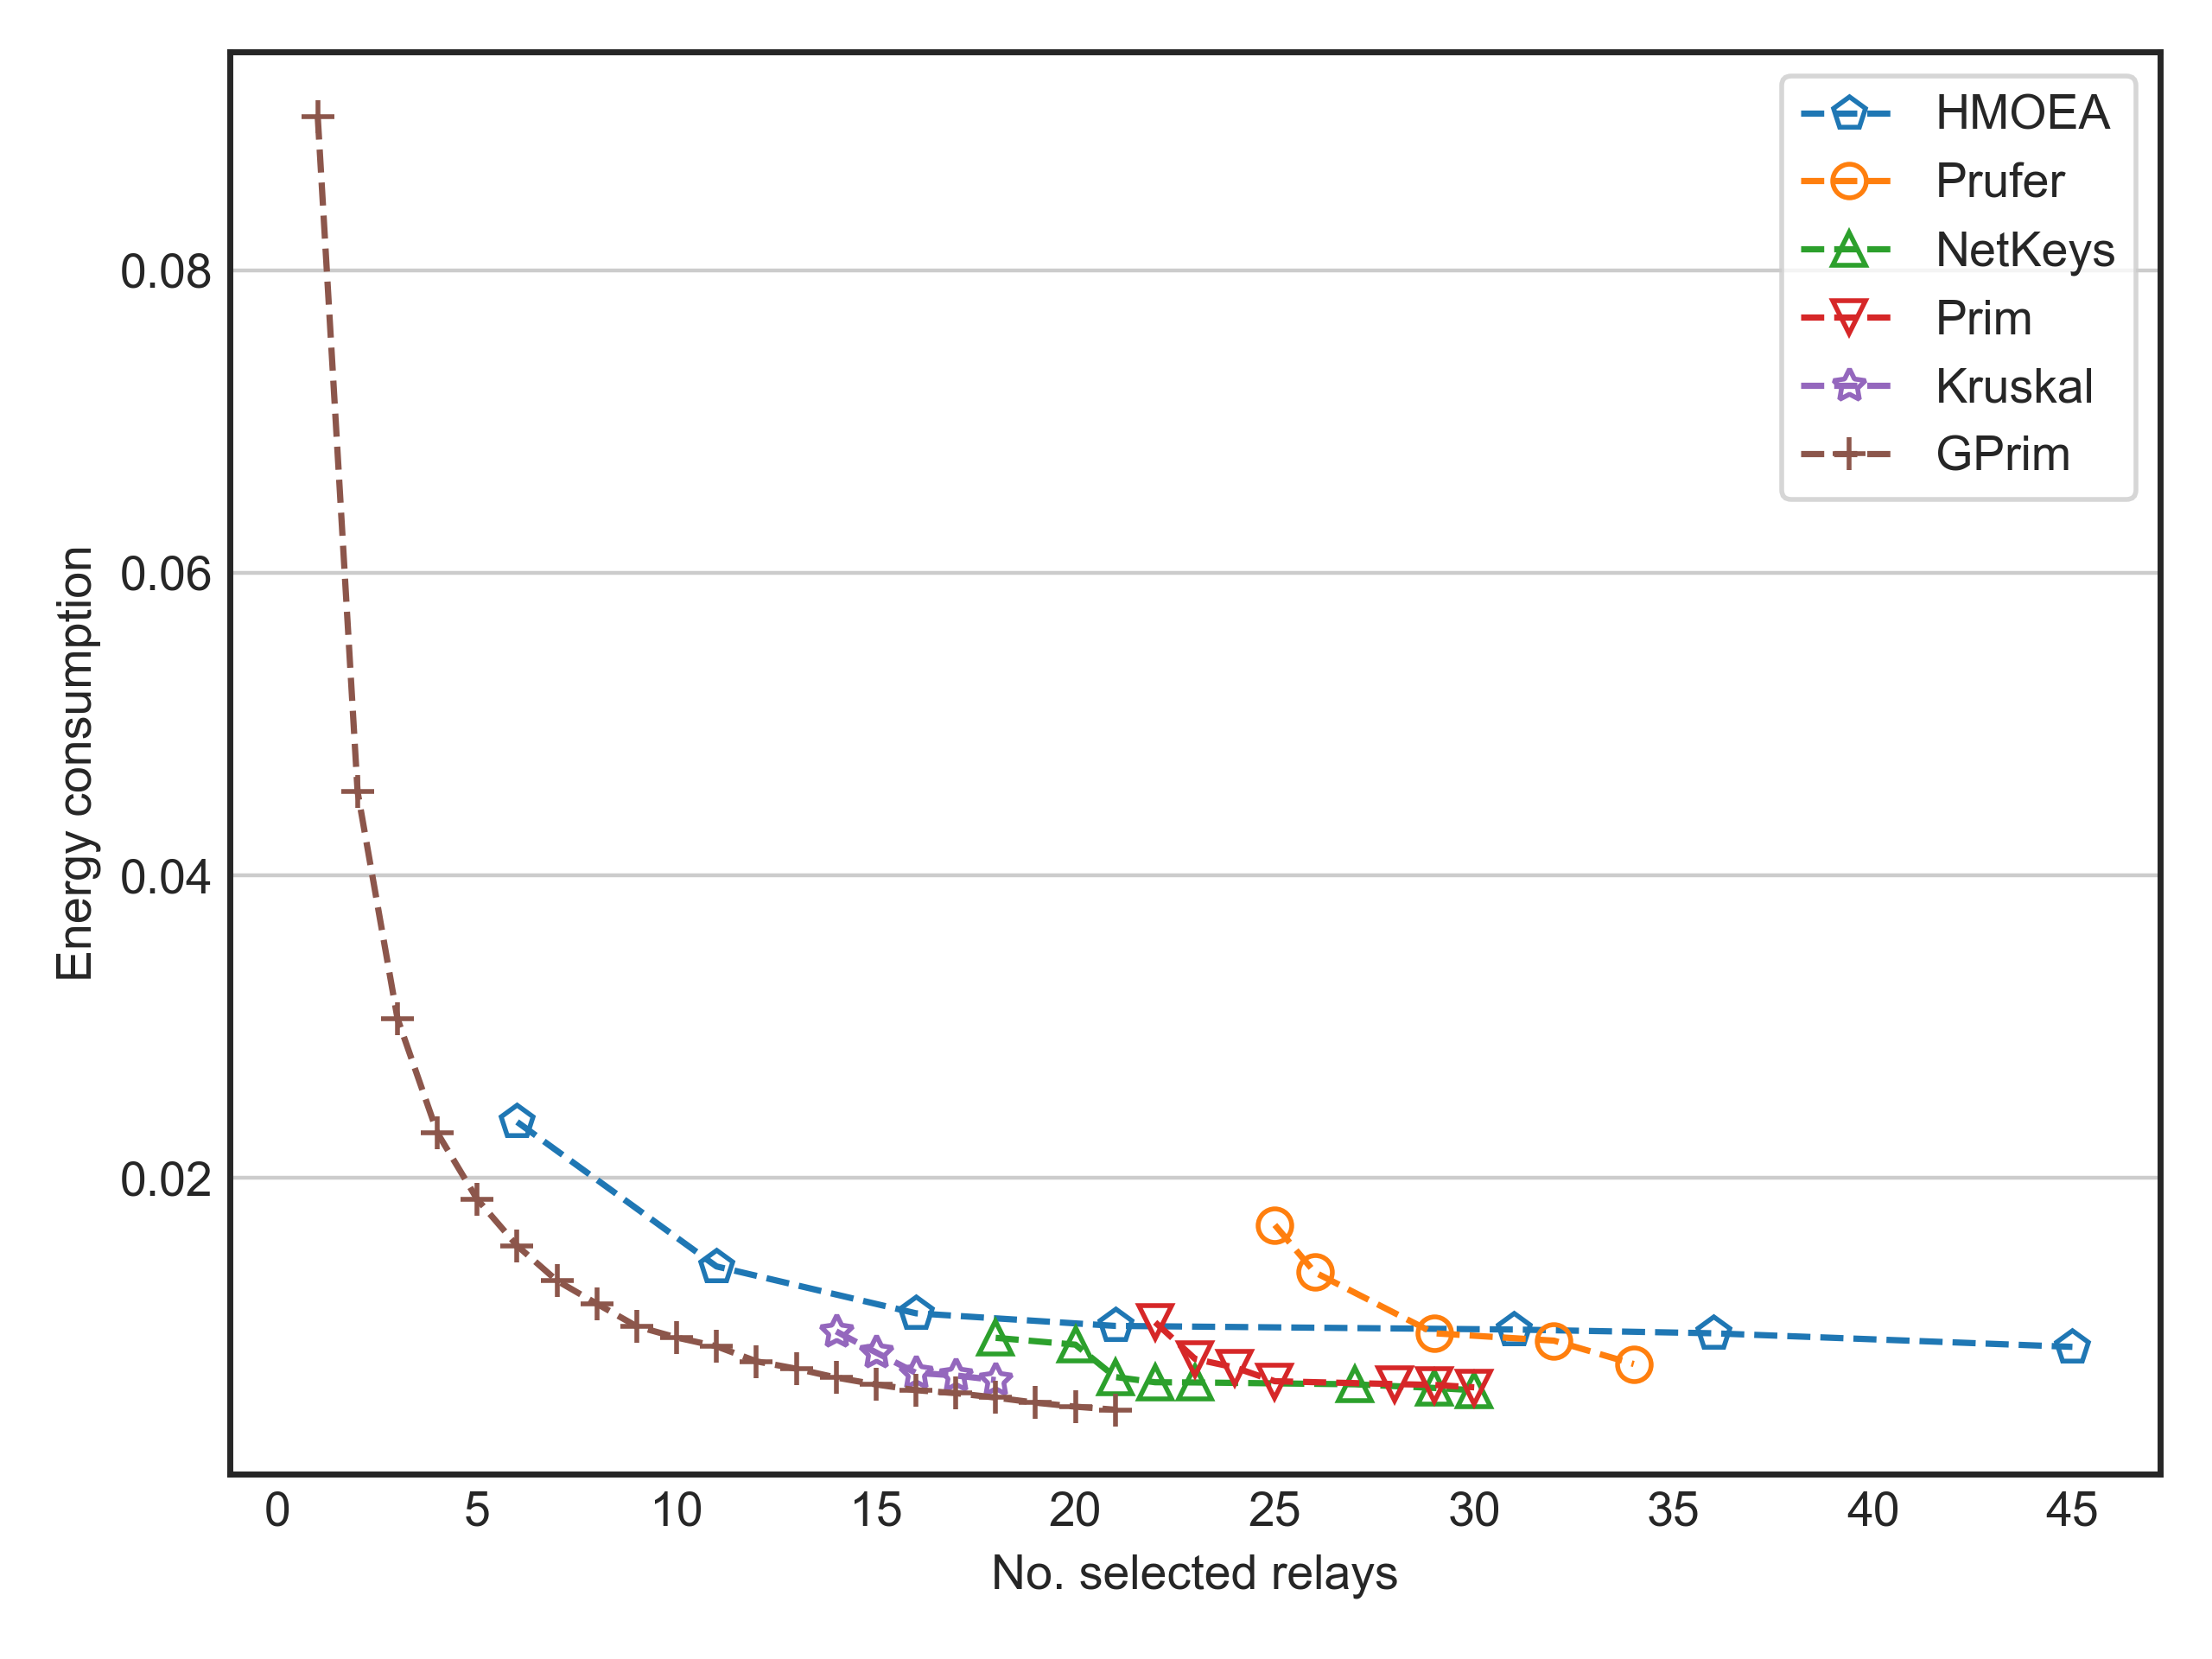 HMOEA
Prufer
NetKeys
Prim
Kruskal
GPrim
0.08
0.06
0.04
0.02
Energy consumption
0 5 10 15 20 25 30 35 40 45
No. selected relays